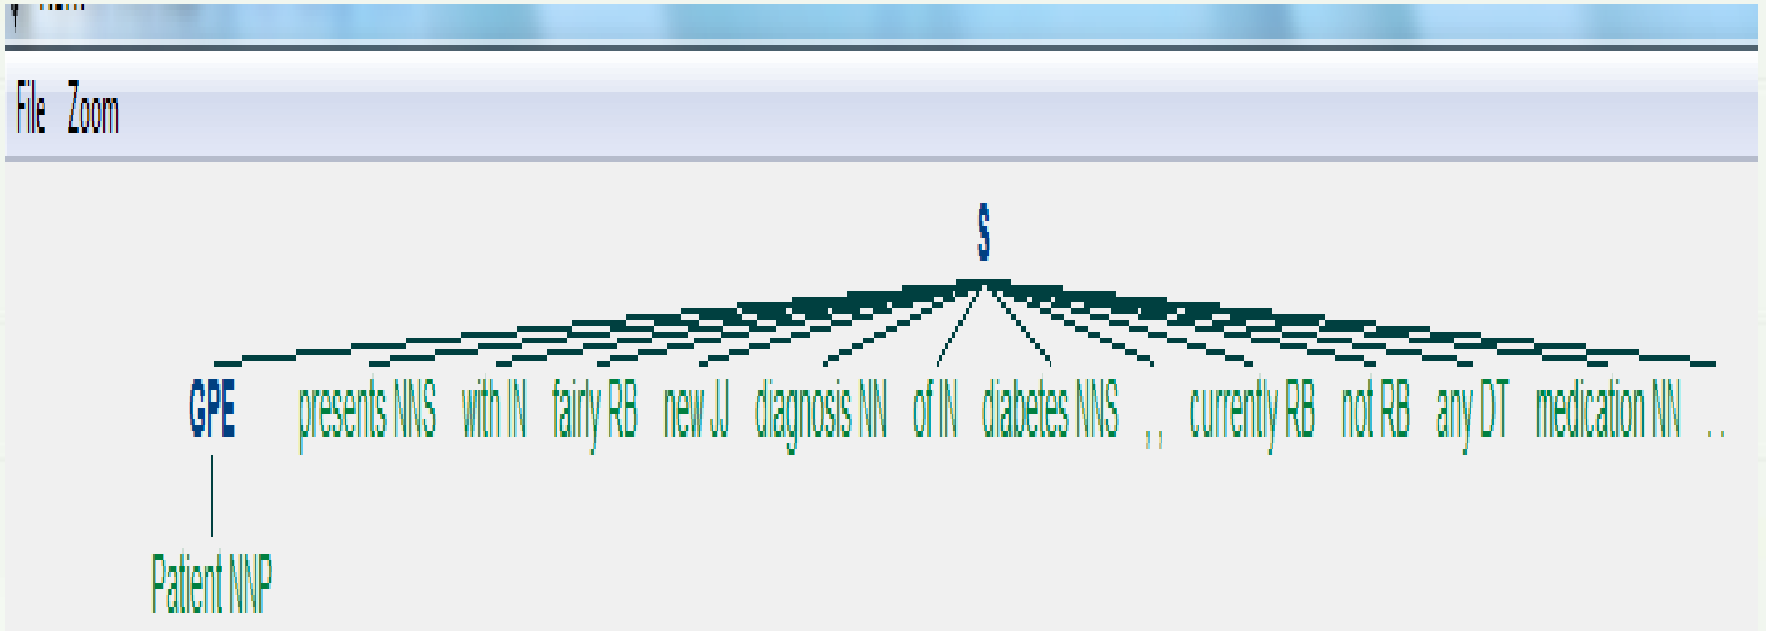 File Zoom
S
GPE presents NNS with IN fairly RB new JJ diagnosis NN of IN diabetes NNS , , currently RB not RB any DT medication NN . .
Patient NNP